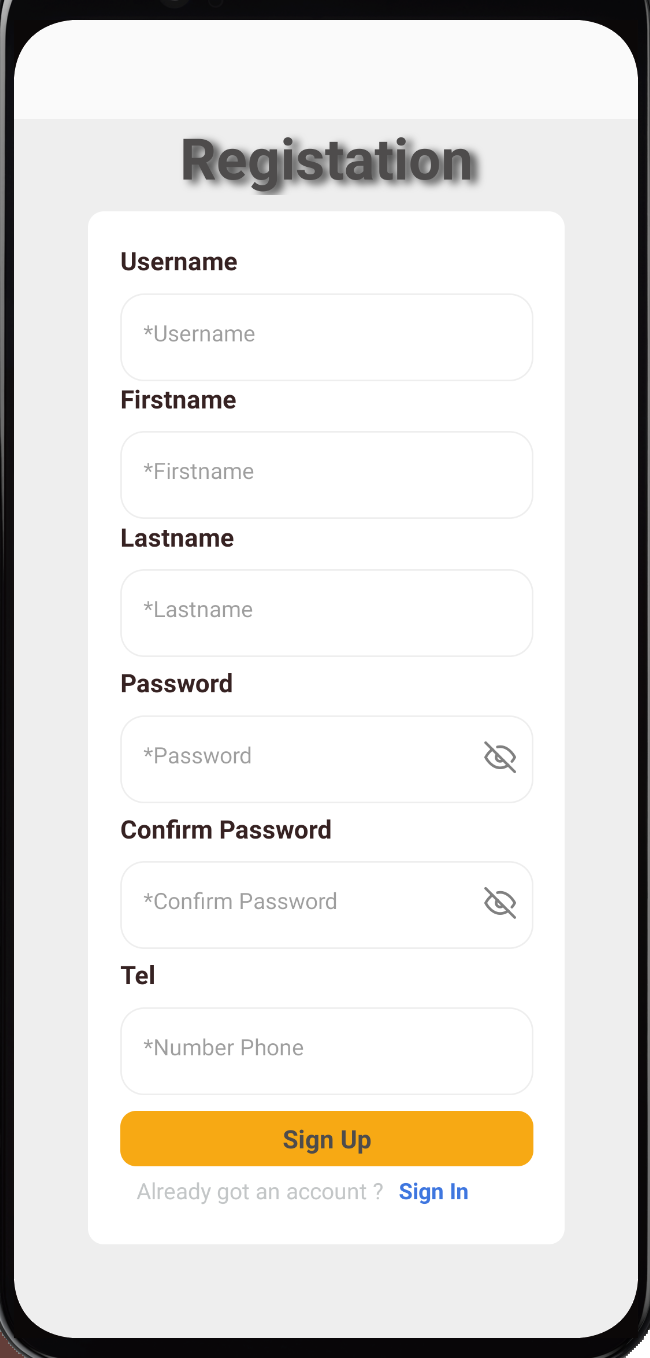 Registation
Username
*Username
Firstname
*Firstname
Lastname
*Lastname
Password
*Password
Confirm Password
*Confirm Password
Tel
*Number Phone
Sign Up
Already got an account ? Sign In